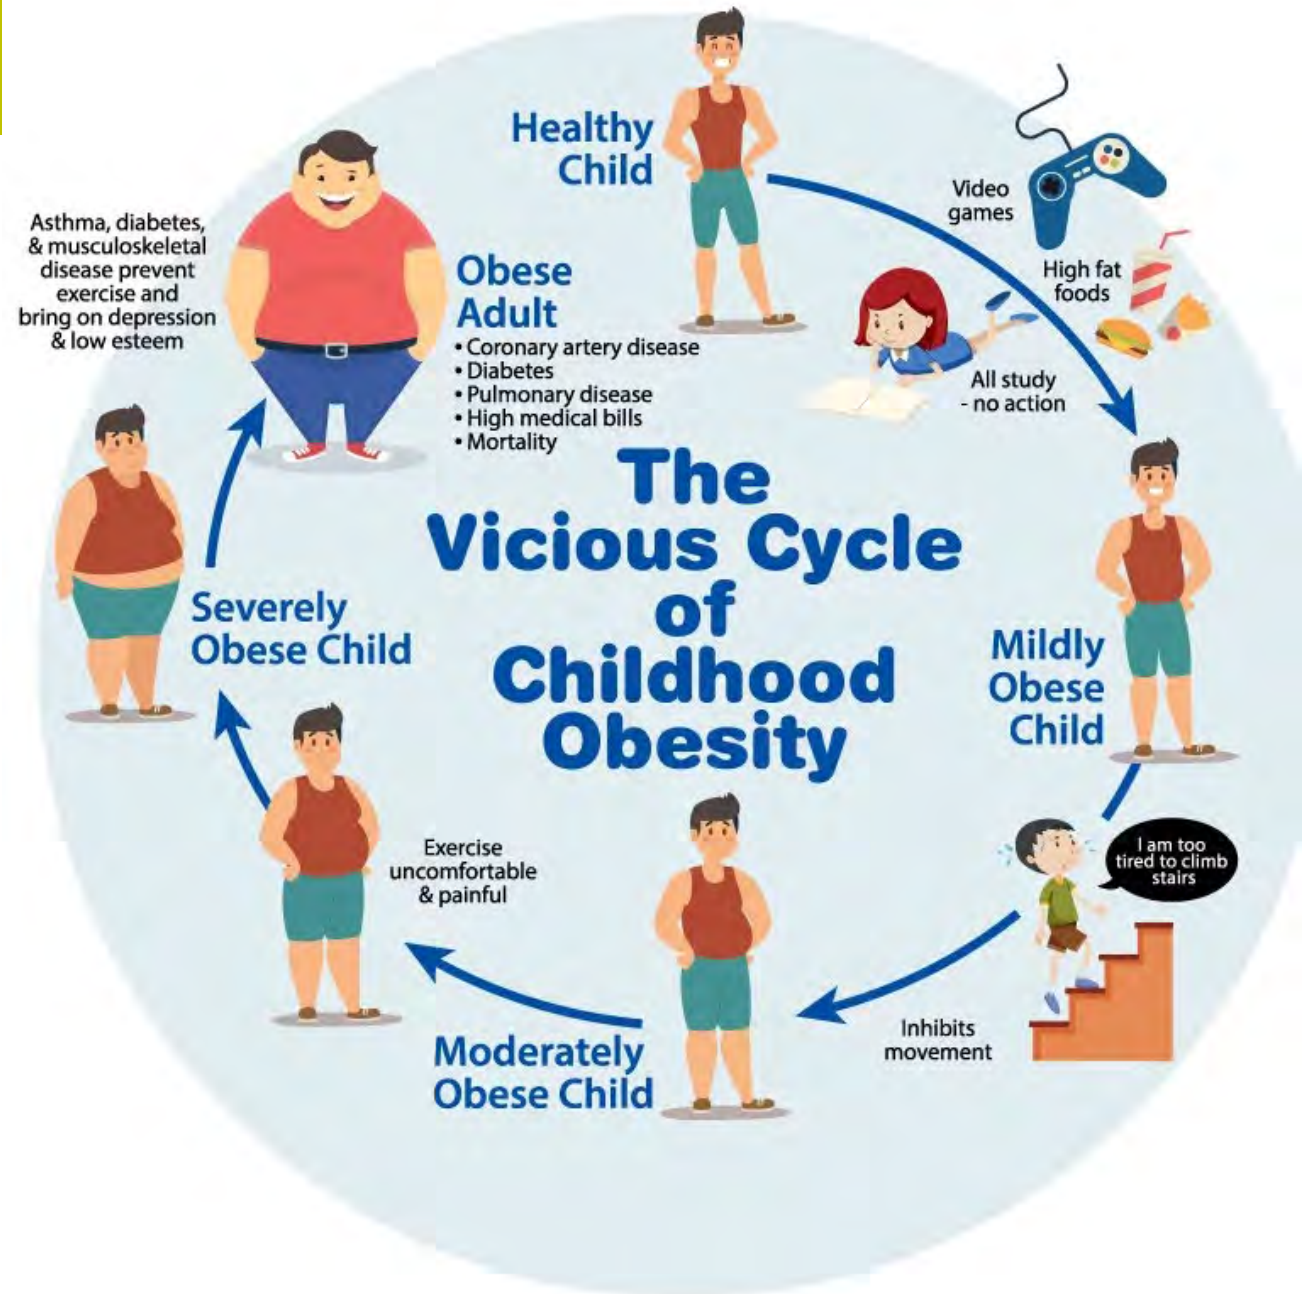 Healthy
Child
Video
games
High fat
foods
All study
- no action
Mildly
Obese
Child
I am too
tired to climb
stairs
Inhibits
movement
Moderately
Obese Child
Exercise
uncomfortable
& painful
Severely
Obese Child
Asthma, diabetes,
& musculoskeletal
disease prevent
exercise and
bring on depression
& low esteem
Obese
Adult
• Coronary artery disease
• Diabetes
• Pulmonary disease
• High medical bills
• Mortality
The
Vicious Cycle
of
Childhood
Obesity